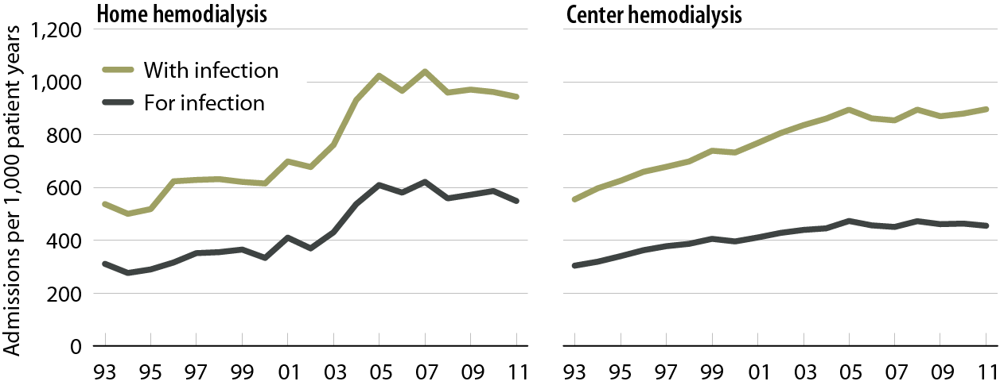 Home hemodialysis
Center hemodialysis
Admissions per 1,000 patient years
1,200
1,000
800
600
400
200
0
With infection
For infection
93 95 97 99 01 03 05 07 09 11
93 95 97 99 01 03 05 07 09 11